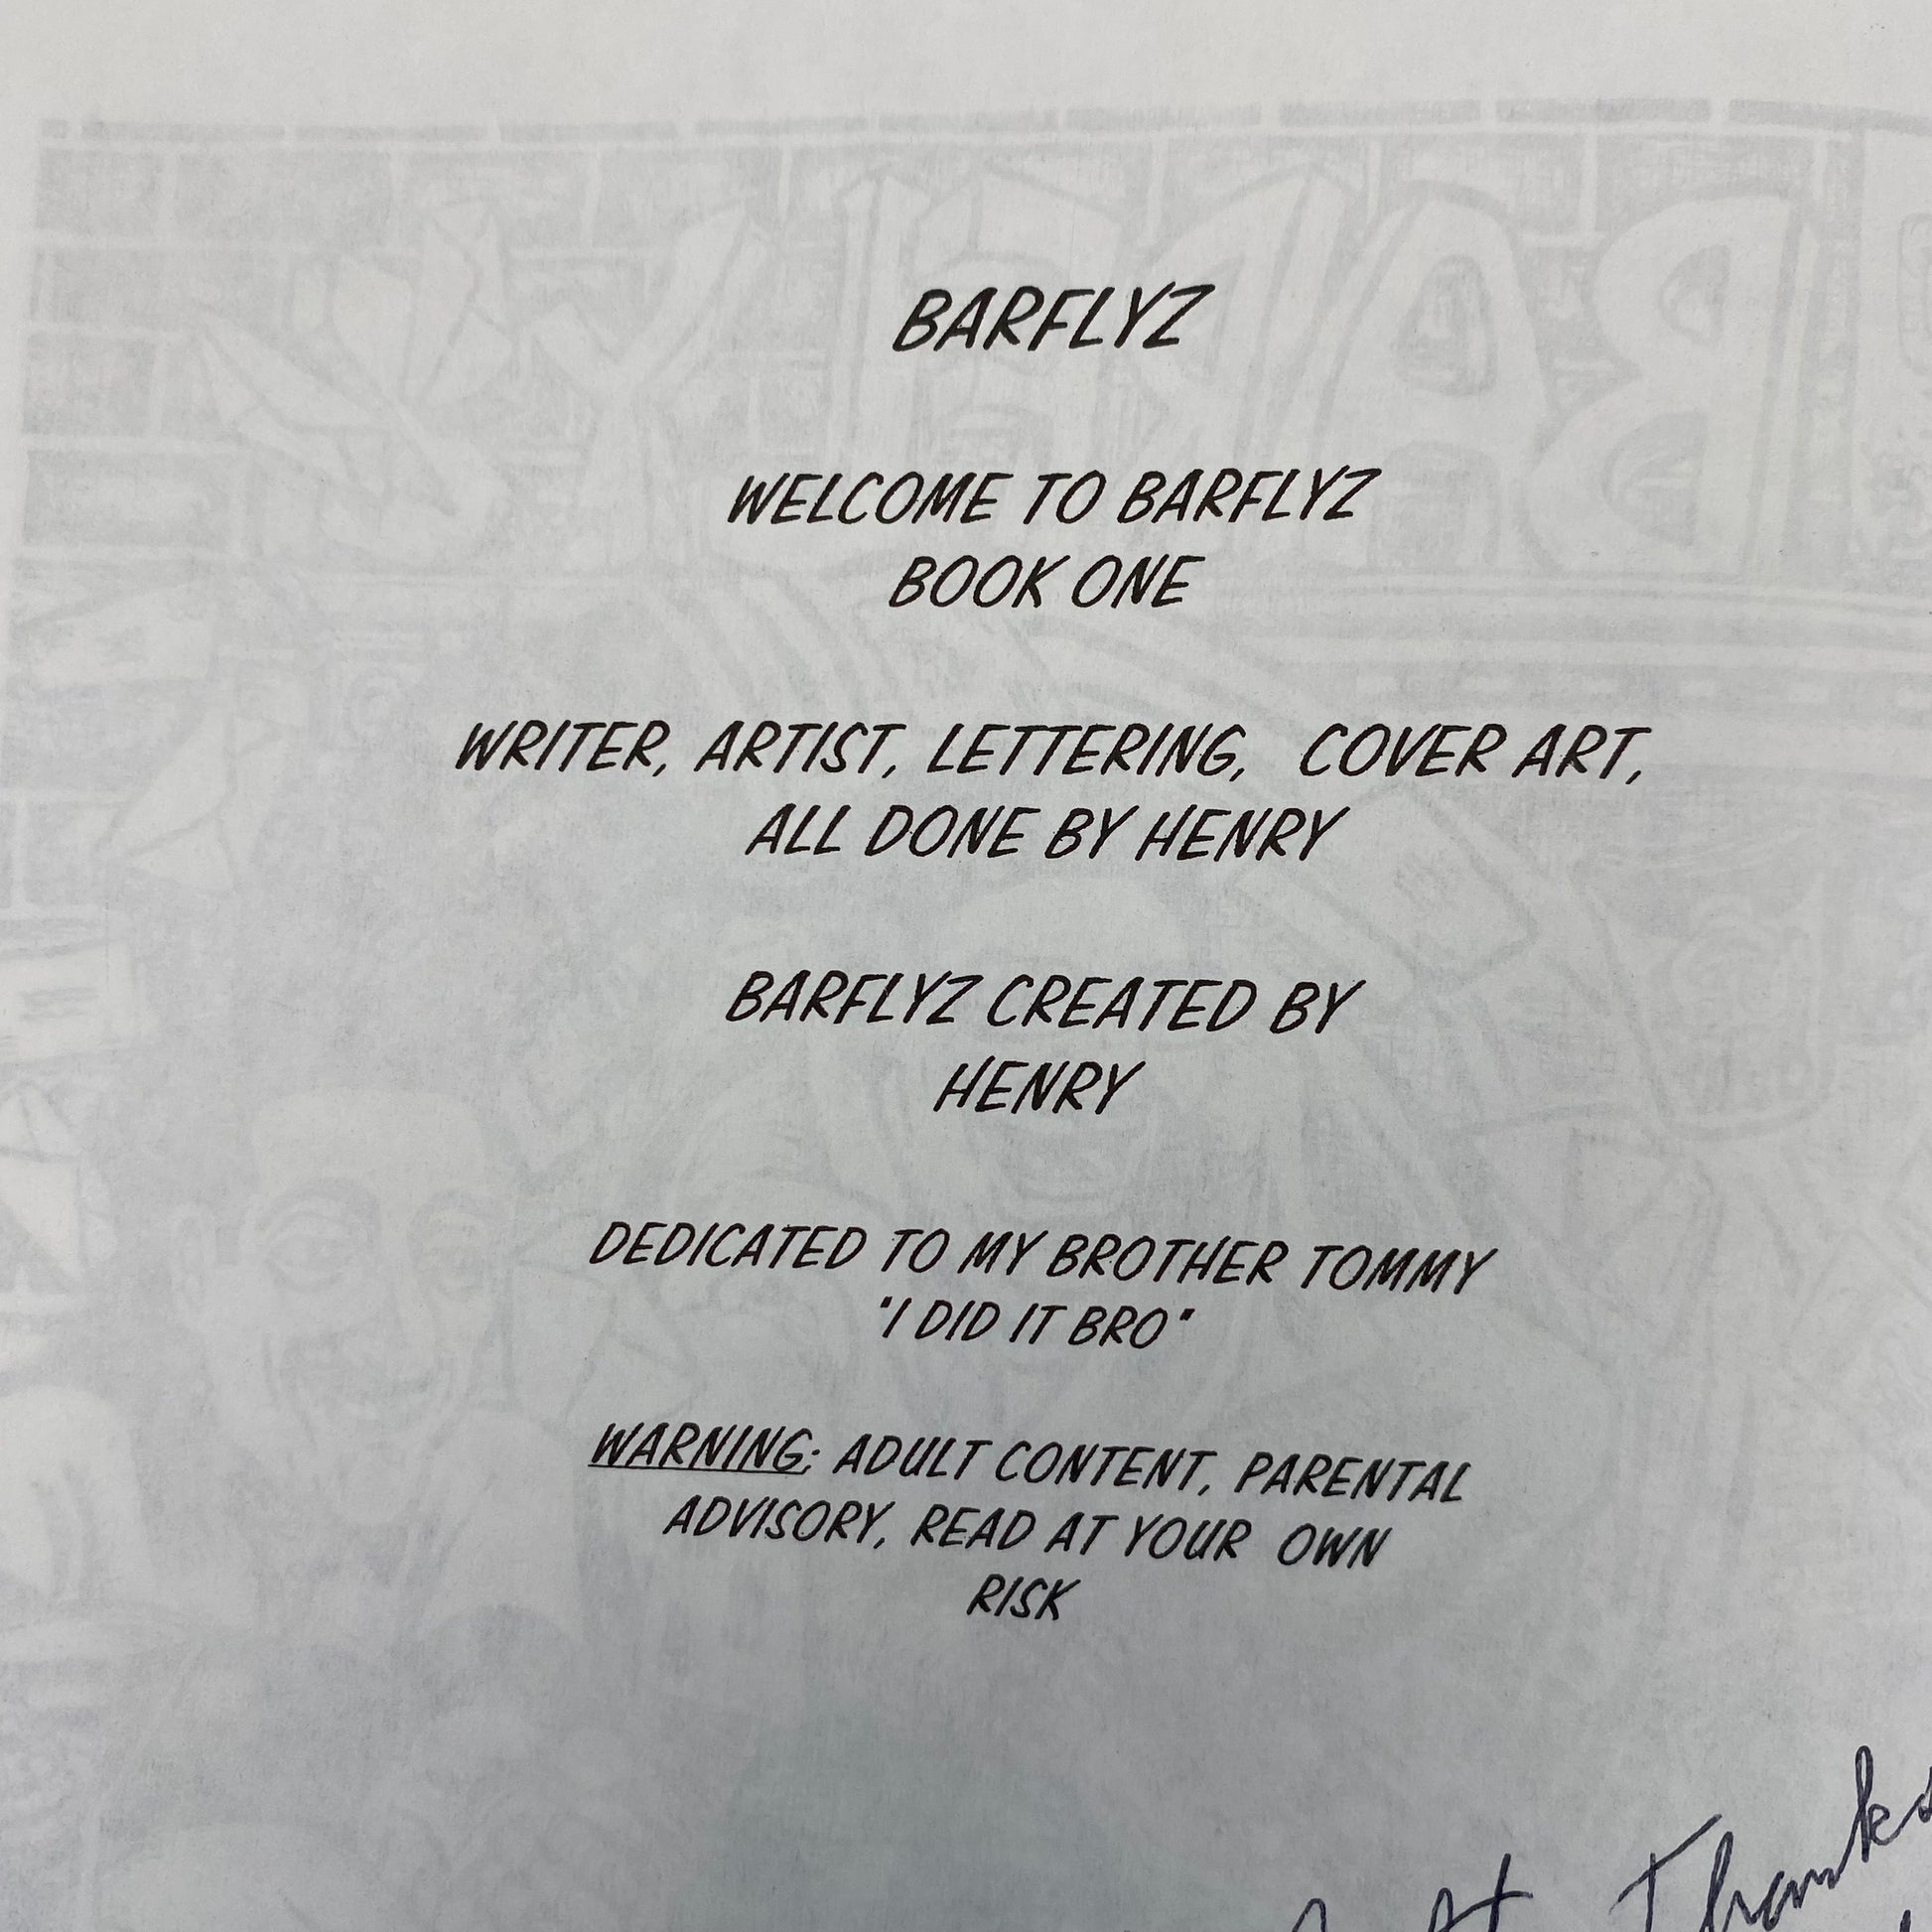 BARFLYZ
WELCOME TO BARFLYZ
BOOK ONE
WRITER, ARTIST, LETTERING, COVER ART,
ALL DONE BY HENRY
BARFLYZ CREATED BY
HENRY
DEDICATED TO MY BROTHER TOMMY
"I DID IT BRO"
WARNING: ADULT CONTENT, PARENTAL
ADVISORY, READ AT YOUR OWN
RISK
Thanks